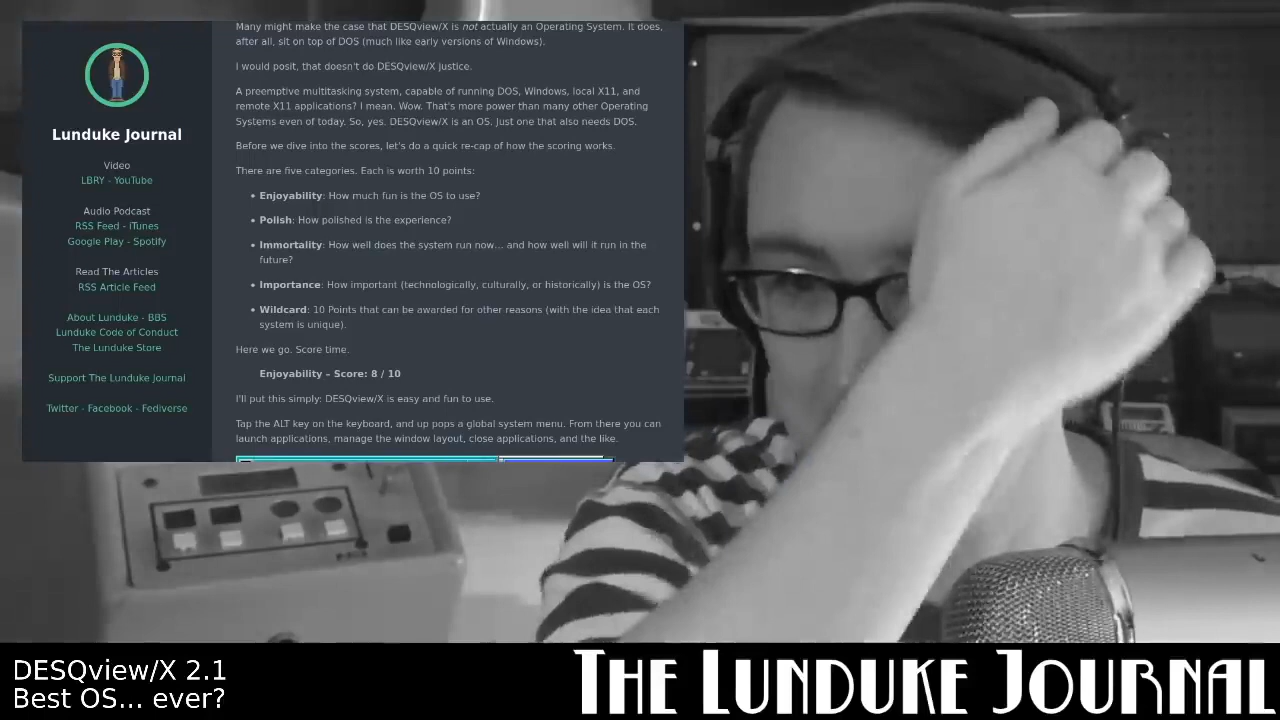 Many might make the case that DESQview/X is not actually an Operating System. It does,
after all, sit on top of DOS (much like early versions of Windows).
I would posit, that doesn't do DESQview/X justice.
A preemptive multitasking system, capable of running DOS, Windows, local X11, and
remote X11 applications? I mean. Wow. That's more power than many other Operating
Systems even of today. So, yes. DESQview/X is an OS. Just one that also needs DOS.
Before we dive into the scores, let's do a quick re-cap of how the scoring works.
There are five categories. Each is worth 10 points:
• Enjoyability: How much fun is the OS to use?
• Polish: How polished is the experience?
• Immortality: How well does the system run now... and how well will it run in the
future?
• Importance: How important (technologically, culturally, or historically) is the OS?
• Wildcard: 10 Points that can be awarded for other reasons (with the idea that each
system is unique).
Here we go. Score time.
Enjoyability – Score: 8 / 10
I'll put this simply: DESQview/X is easy and fun to use.
Tap the ALT key on the keyboard, and up pops a global system menu. From there you can
launch applications, manage the window layout, close applications, and the like.
Lunduke Journal
Video
LBRY - YouTube
Audio Podcast
RSS Feed - iTunes
Google Play - Spotify
Read The Articles
RSS Article Feed
About Lunduke - BBS
Lunduke Code of Conduct
The Lunduke Store
Support The Lunduke Journal
Twitter - Facebook - Fediverse
DESQview/X 2.1
Best OS... ever?
THE LUNDUKE JOURNAL